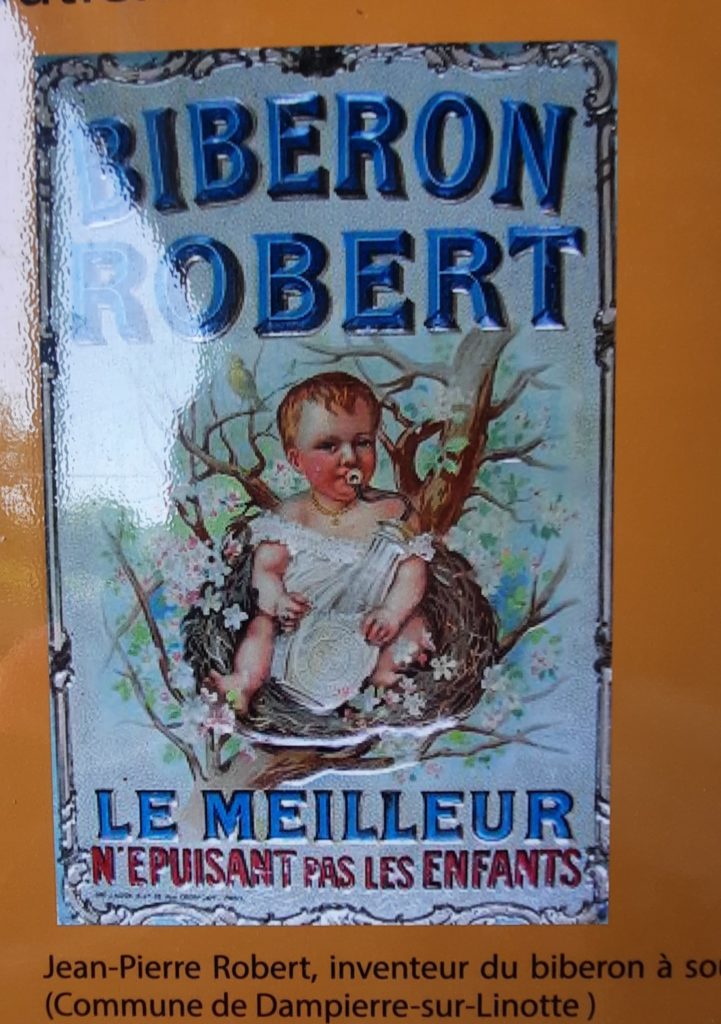 BIBERON
ROBERT
LE MEILLEUR
N'EPUISANT PAS LES ENFANTS
Jean-Pierre Robert, inventeur du biberon à
(Commune de Dampierre-sur-Linotte )